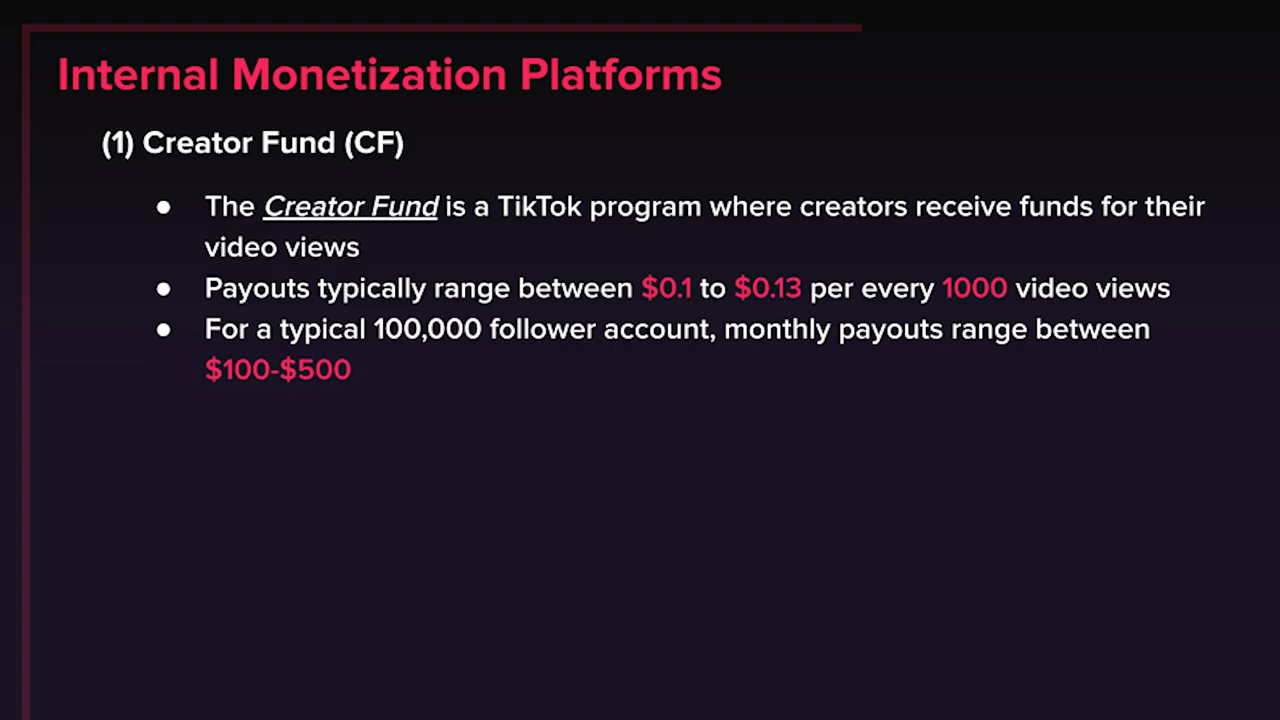 Internal Monetization Platforms
(1) Creator Fund (CF)
● The Creator Fund is a TikTok program where creators receive funds for their
video views
● Payouts typically range between $0.1 to $0.13 per every 1000 video views
● For a typical 100,000 follower account, monthly payouts range between
$100-$500